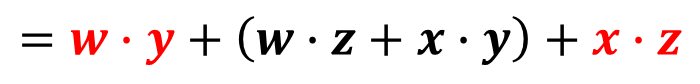 = w · y + (w · z + x · y) + x · z